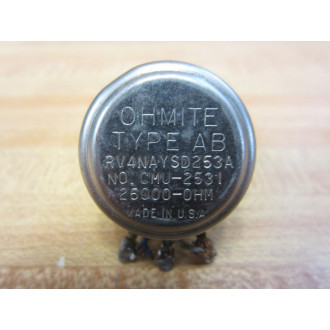 OHMITE
TYPE AB
RV4NAYSD253A
NO. CMU-2531
25000-OHM
MADE IN U.S.A.